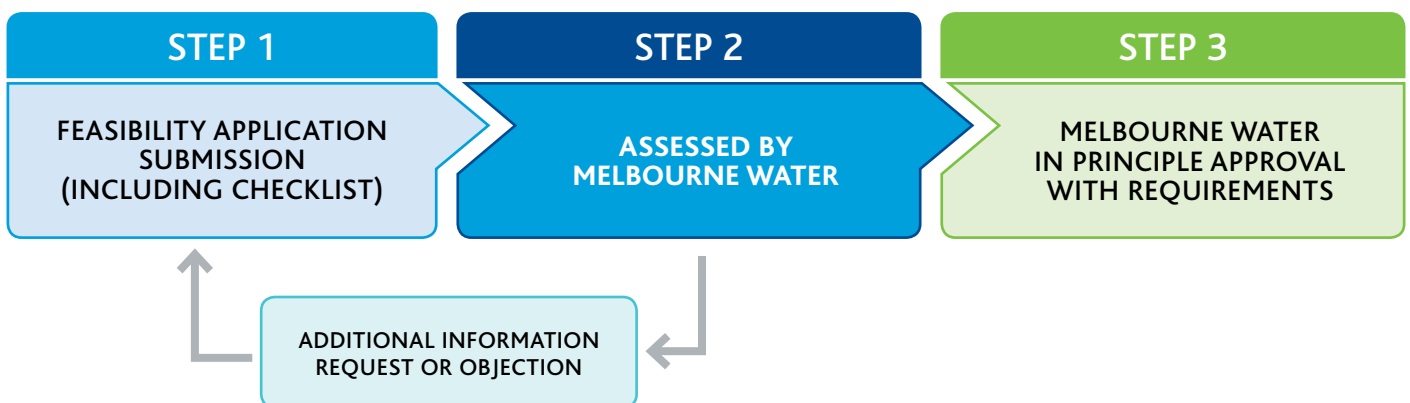 STEP 1
FEASIBILITY APPLICATION
SUBMISSION
(INCLUDING CHECKLIST)
STEP 2
ASSESSED BY
MELBOURNE WATER
STEP 3
MELBOURNE WATER
IN PRINCIPLE APPROVAL
WITH REQUIREMENTS
ADDITIONAL INFORMATION
REQUEST OR OBJECTION